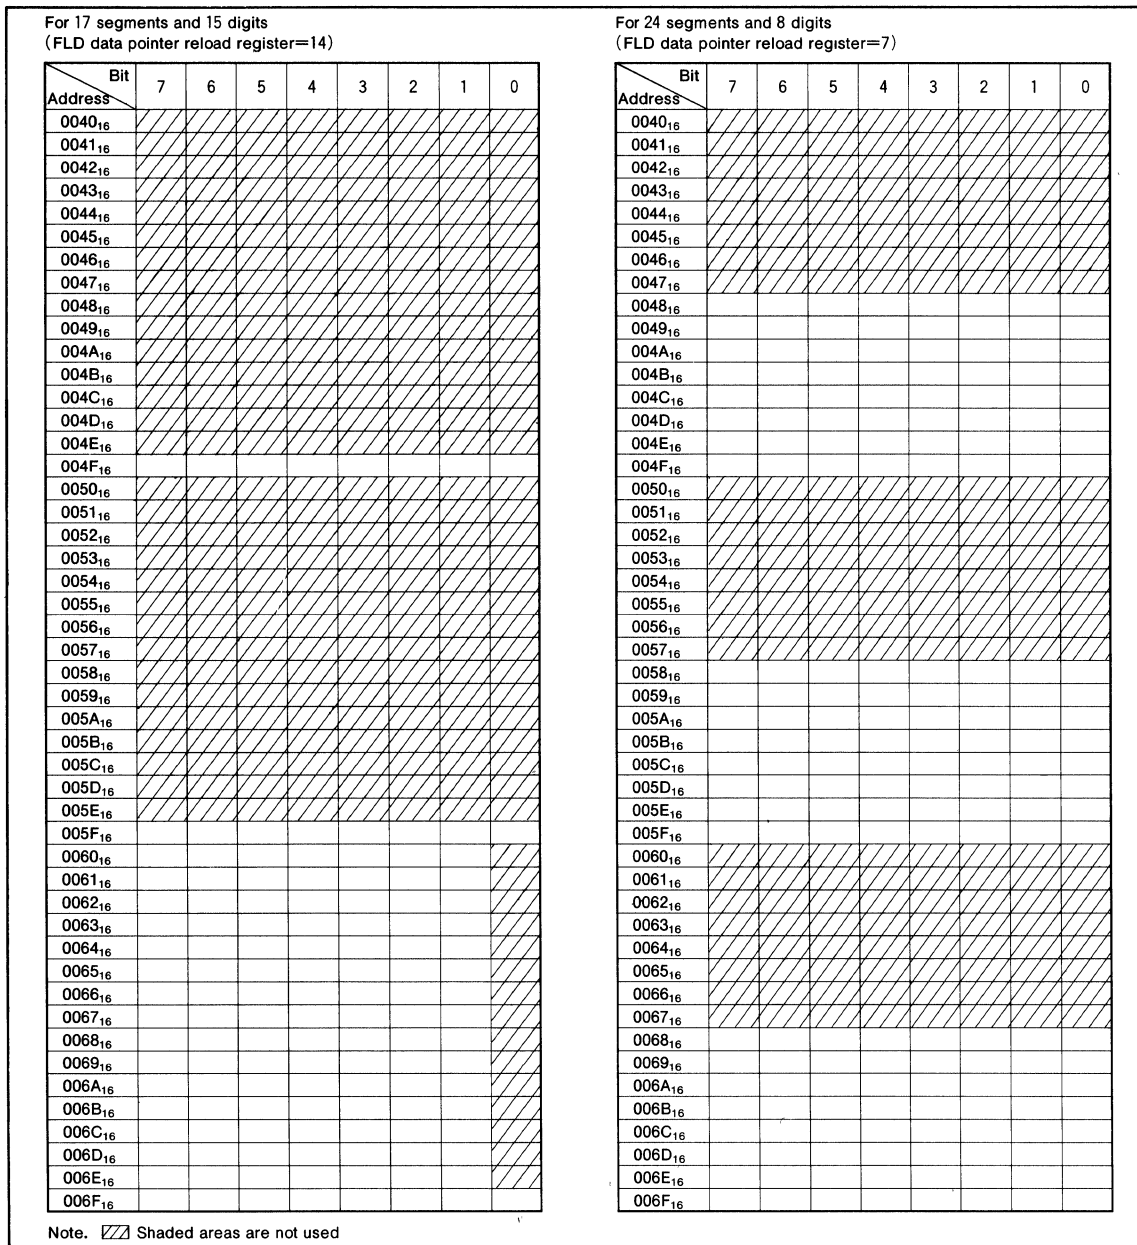 For 17 segments and 15 digits
(FLD data pointer reload register=14)
Bit
Address
7 6 5 4 3 2 1 0
0040₁₆
0041₁₆
0042₁₆
0043₁₆
0044₁₆
0045₁₆
0046₁₆
0047₁₆
0048₁₆
0049₁₆
004A₁₆
004B₁₆
004C₁₆
004D₁₆
004E₁₆
004F₁₆
0050₁₆
0051₁₆
0052₁₆
0053₁₆
0054₁₆
0055₁₆
0056₁₆
0057₁₆
0058₁₆
0059₁₆
005A₁₆
005B₁₆
005C₁₆
005D₁₆
005E₁₆
005F₁₆
0060₁₆
0061₁₆
0062₁₆
0063₁₆
0064₁₆
0065₁₆
0066₁₆
0067₁₆
0068₁₆
0069₁₆
006A₁₆
006B₁₆
006C₁₆
006D₁₆
006E₁₆
006F₁₆
For 24 segments and 8 digits
(FLD data pointer reload register=7)
Bit
Address
7 6 5 4 3 2 1 0
0040₁₆
0041₁₆
0042₁₆
0043₁₆
0044₁₆
0045₁₆
0046₁₆
0047₁₆
0048₁₆
0049₁₆
004A₁₆
004B₁₆
004C₁₆
004D₁₆
004E₁₆
004F₁₆
0050₁₆
0051₁₆
0052₁₆
0053₁₆
0054₁₆
0055₁₆
0056₁₆
0057₁₆
0058₁₆
0059₁₆
005A₁₆
005B₁₆
005C₁₆
005D₁₆
005E₁₆
005F₁₆
0060₁₆
0061₁₆
0062₁₆
0063₁₆
0064₁₆
0065₁₆
0066₁₆
0067₁₆
0068₁₆
0069₁₆
006A₁₆
006B₁₆
006C₁₆
006D₁₆
006E₁₆
006F₁₆
Note. Shaded areas are not used